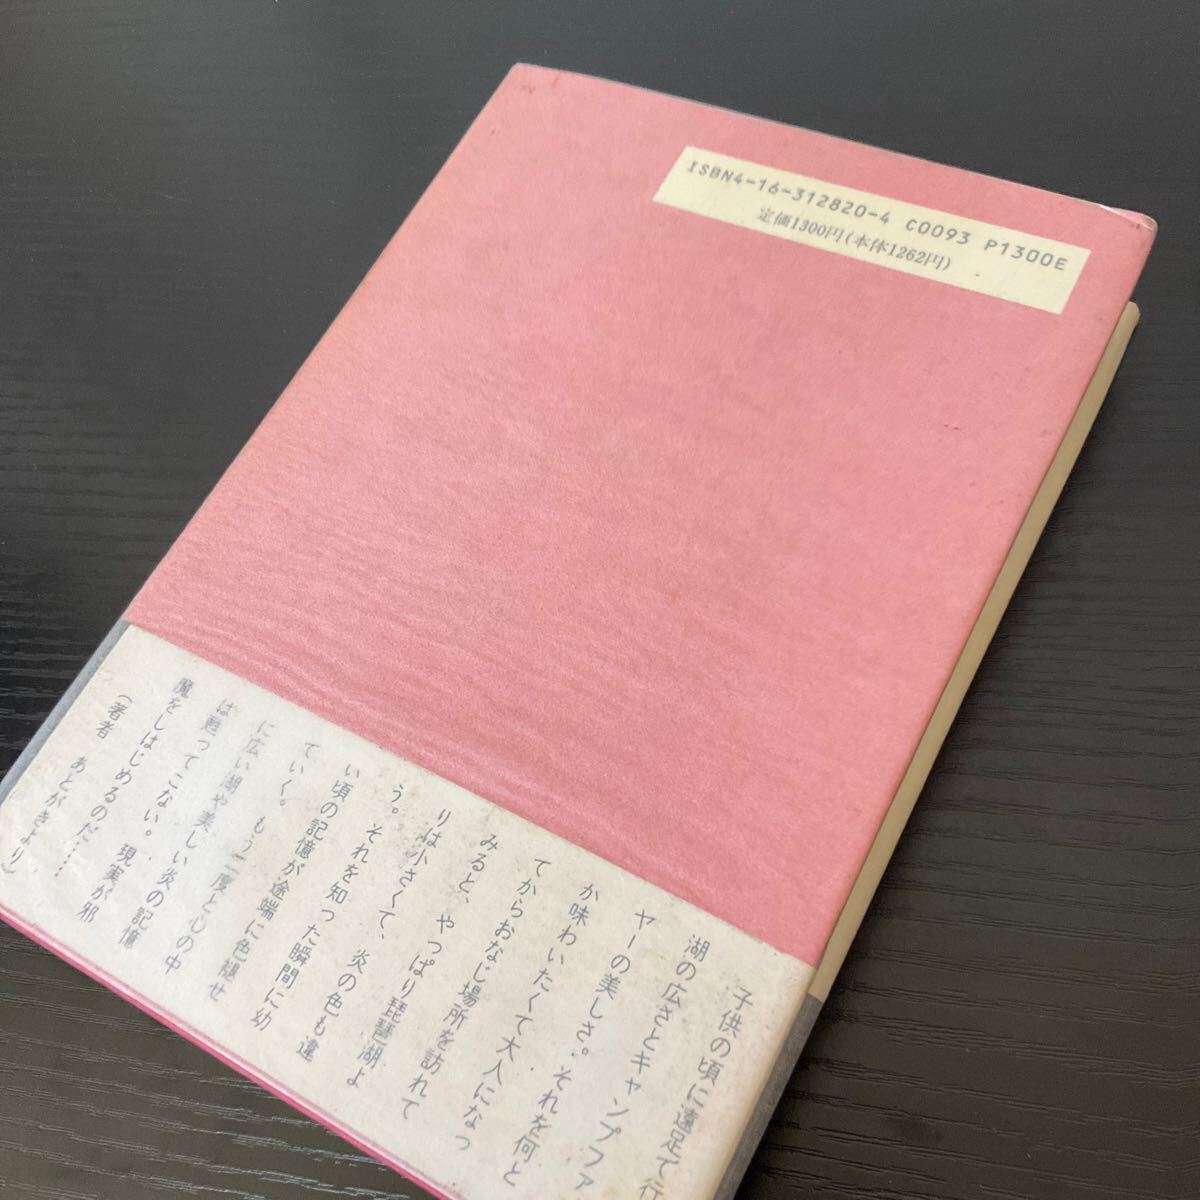 ISBN4-16-312820-4 C0093 P1300E
定価1300円(本体1262円)
子供の頃に遠足で行
湖の広さとキャンプファ
ヤーの美しさ。それを何と
か味わいたくて大人になっ
てからおなじ場所を訪れて
みると、やっぱり琵琶湖よ
りは小さくて、炎の色も違
う。それを知った瞬間に幼
い頃の記憶が途端に色褪せ
ていく。もう二度と心の中
に広い湖や美しい炎の記憶
は甦ってこない。現実が邪
魔をしはじめるのだ……
(著者 あとがきより)